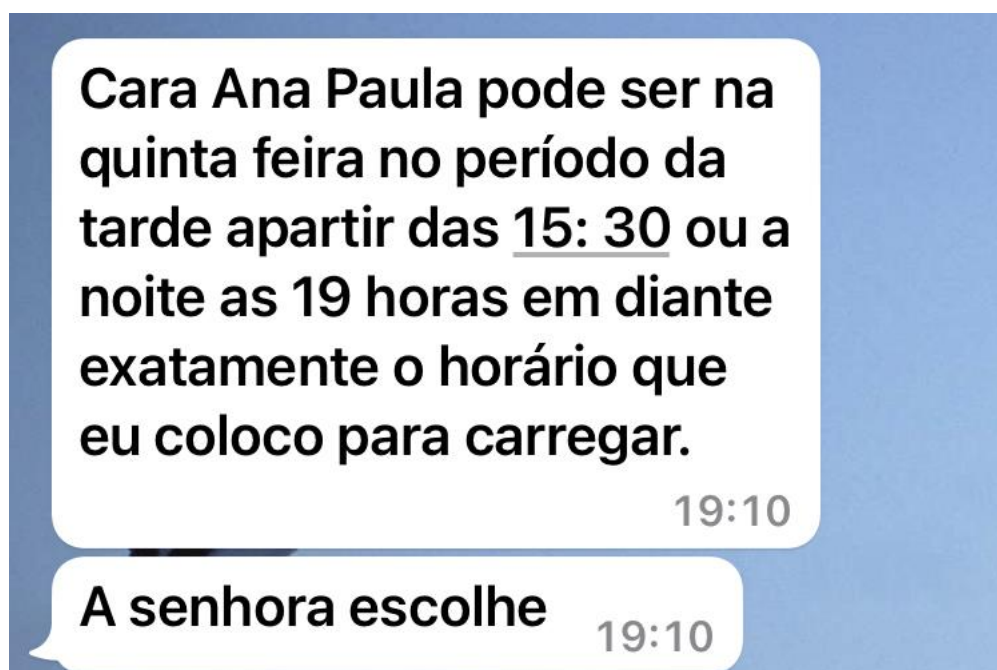 Cara Ana Paula pode ser na
quinta feira no período da
tarde apartir das 15: 30 ou a
noite as 19 horas em diante
exatamente o horário que
eu coloco para carregar.
19:10
A senhora escolhe
19:10